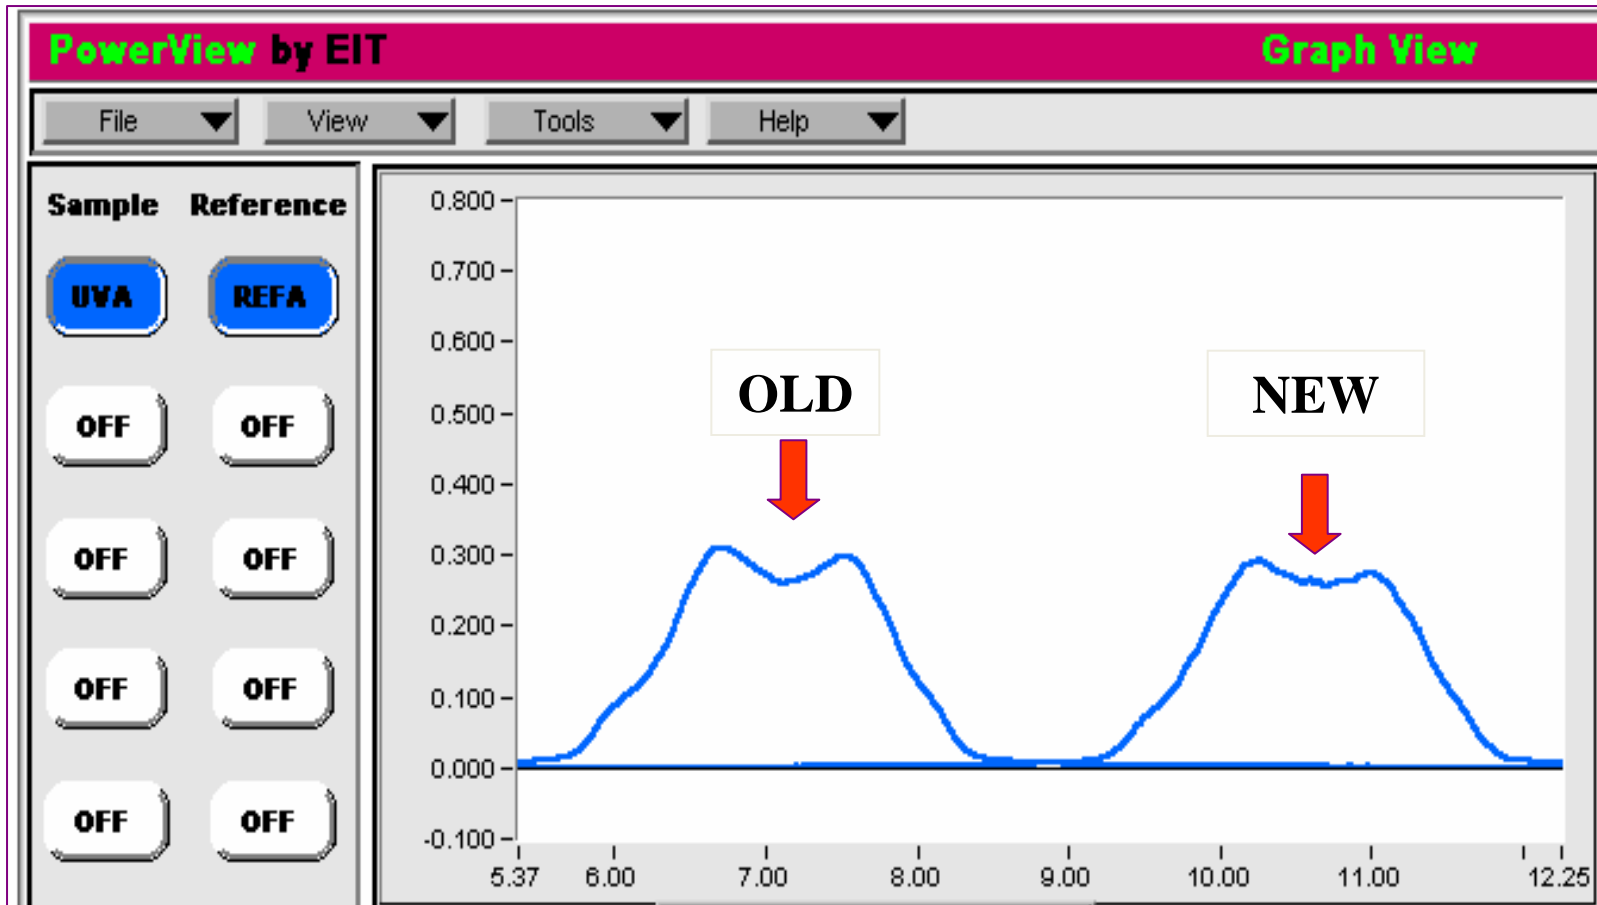 PowerView by EIT Graph View
File View Tools Help
Sample Reference
UVA REFA
OFF OFF
OFF OFF
OFF OFF
OFF OFF
0.800
0.700
0.600
0.500
0.400
0.300
0.200
0.100
0.000
-0.100
OLD NEW
5.37 6.00 7.00 8.00 9.00 10.00 11.00 12.25